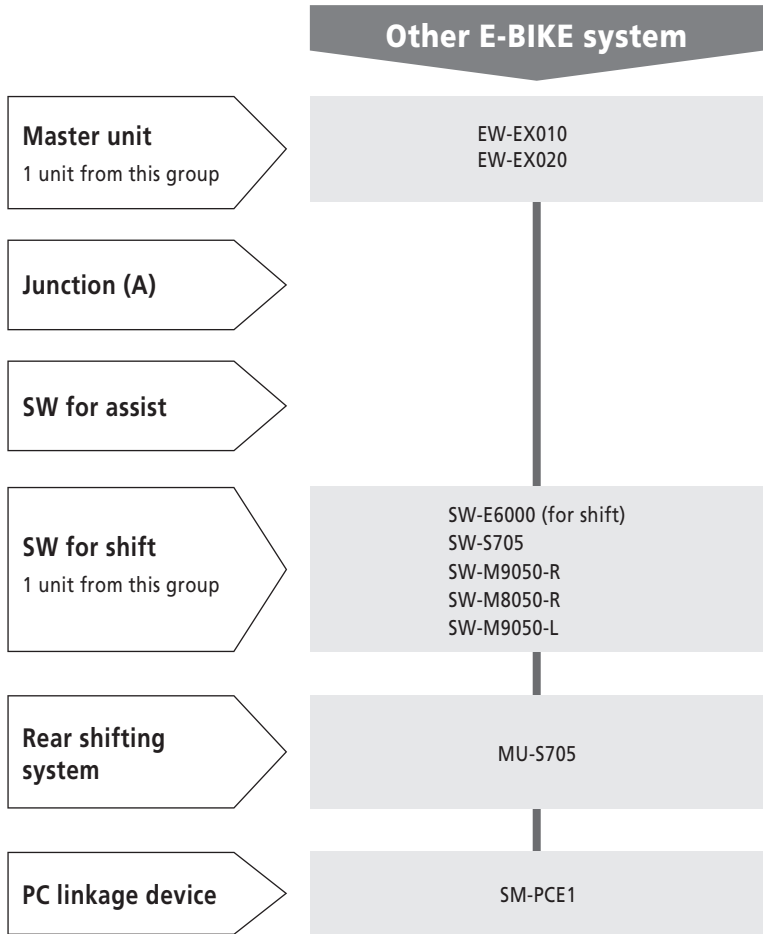 Other E-BIKE system
Master unit
1 unit from this group
EW-EX010
EW-EX020
Junction (A)
SW for assist
SW for shift
1 unit from this group
SW-E6000 (for shift)
SW-S705
SW-M9050-R
SW-M8050-R
SW-M9050-L
Rear shifting
system
MU-S705
PC linkage device
SM-PCE1